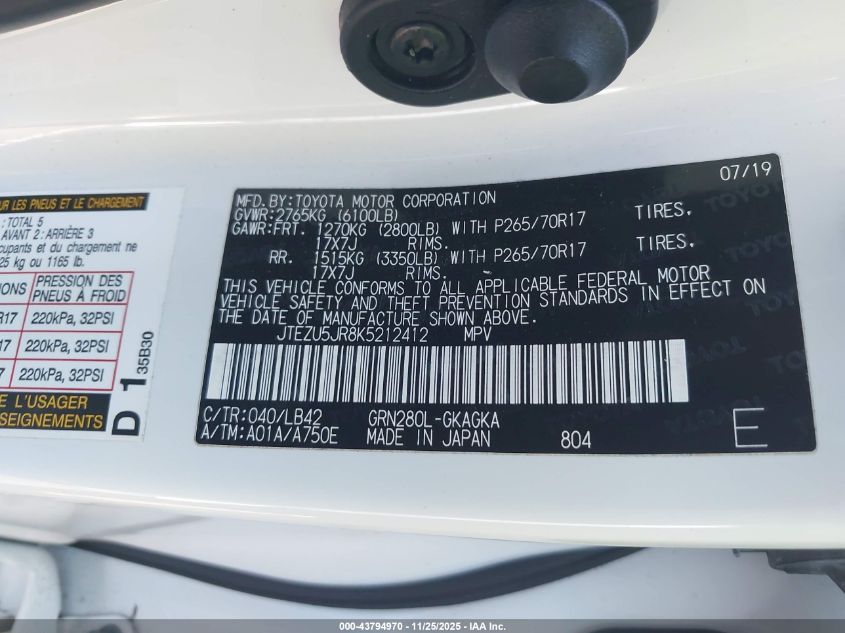 07/19
MFD. BY: TOYOTA MOTOR CORPORATION
GVWR: 2765KG (6100LB)
GAWR: FRT. 1270KG (2800LB) WITH P265/70R17 TIRES.
17X7J RIMS.
RR. 1515KG (3350LB) WITH P265/70R17 TIRES.
17X7J RIMS.
THIS VEHICLE CONFORMS TO ALL APPLICABLE FEDERAL MOTOR
VEHICLE SAFETY AND THEFT PREVENTION STANDARDS IN EFFECT ON
THE DATE OF MANUFACTURE SHOWN ABOVE.
JTEZU5JR8K5212412 MPV
C/TR: 040/LB42 GRN280L-GKAGKA
A/TM: A01A/A750E MADE IN JAPAN 804 E
UR LES PNEUS ET LE CHARGEMENT
: TOTAL 5
AVANT 2: ARRIÈRE 3
cupants et du chargement ne
25 kg ou 1165 lb.
IONS PRESSION DES
PNEUS À FROID
R17 220kPa, 32PSI
17 220kPa, 32PSI
7 220kPa, 32PSI
E L'USAGER
SEIGNEMENTS
D1 35B30
000-43794970 - 11/25/2025 - IAA Inc.